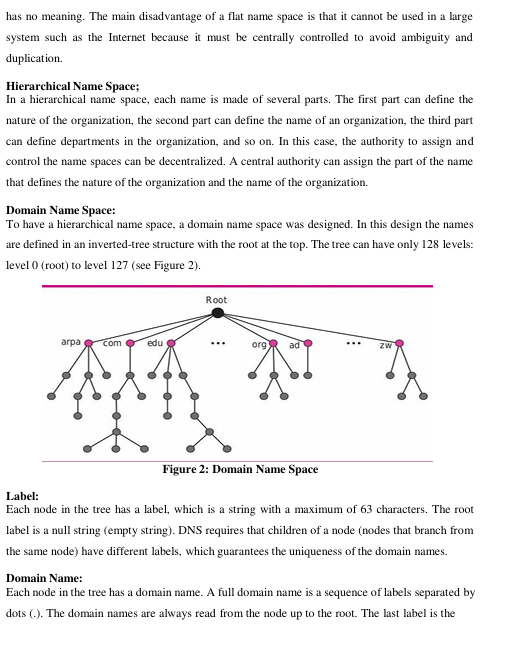 has no meaning. The main disadvantage of a flat name space is that it cannot be used in a large
system such as the Internet because it must be centrally controlled to avoid ambiguity and
duplication.
Hierarchical Name Space;
In a hierarchical name space, each name is made of several parts. The first part can define the
nature of the organization, the second part can define the name of an organization, the third part
can define departments in the organization, and so on. In this case, the authority to assign and
control the name spaces can be decentralized. A central authority can assign the part of the name
that defines the nature of the organization and the name of the organization.
Domain Name Space:
To have a hierarchical name space, a domain name space was designed. In this design the names
are defined in an inverted-tree structure with the root at the top. The tree can have only 128 levels:
level 0 (root) to level 127 (see Figure 2).
Root
arpa com edu ••• org ad ••• zw
Figure 2: Domain Name Space
Label:
Each node in the tree has a label, which is a string with a maximum of 63 characters. The root
label is a null string (empty string). DNS requires that children of a node (nodes that branch from
the same node) have different labels, which guarantees the uniqueness of the domain names.
Domain Name:
Each node in the tree has a domain name. A full domain name is a sequence of labels separated by
dots (.). The domain names are always read from the node up to the root. The last label is the